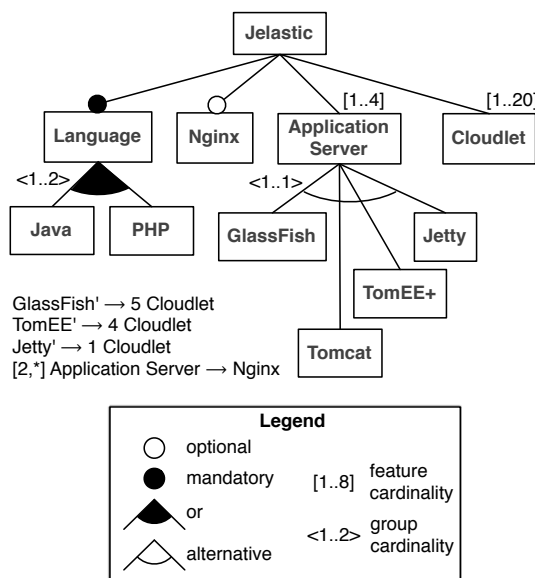 Jelastic
[1..4]
[1..20]
Language
Nginx
Application
Server
Cloudlet
<1..2>
<1..1>
Java
PHP
GlassFish
Jetty
TomEE+
Tomcat
GlassFish' → 5 Cloudlet
TomEE' → 4 Cloudlet
Jetty' → 1 Cloudlet
[2,*] Application Server → Nginx
Legend
optional
mandatory
or
alternative
[1..8] feature
cardinality
<1..2> group
cardinality